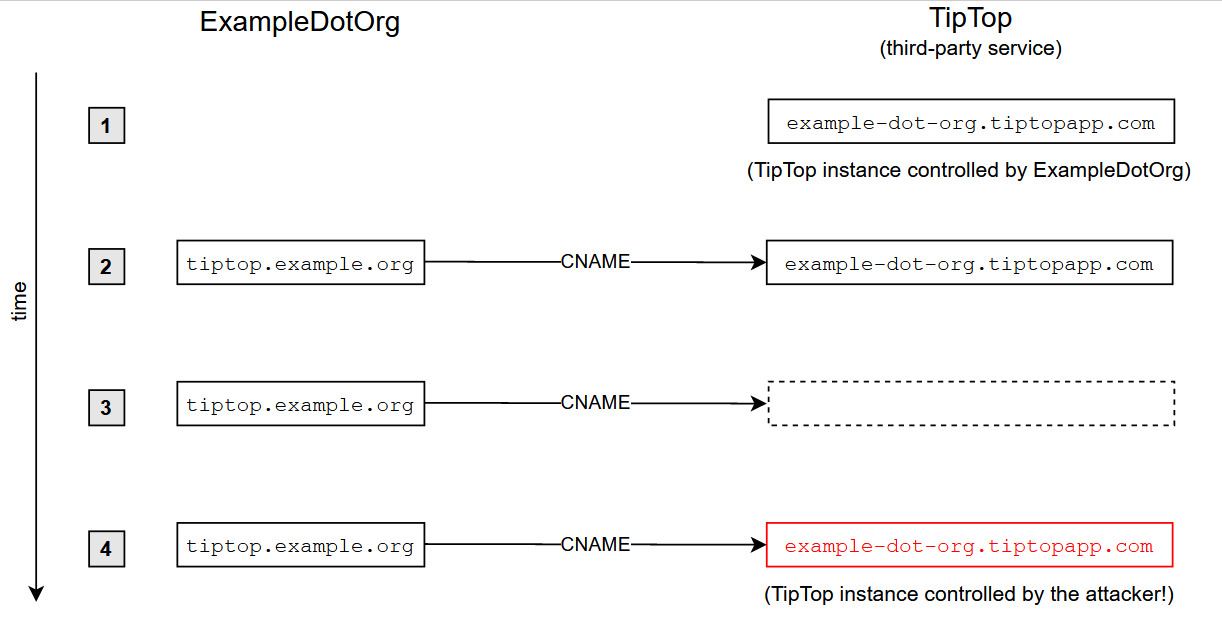 ExampleDotOrg
TipTop
(third-party service)
time
1
example-dot-org.tiptopapp.com
(TipTop instance controlled by ExampleDotOrg)
2
tiptop.example.org
CNAME
example-dot-org.tiptopapp.com
3
tiptop.example.org
CNAME
4
tiptop.example.org
CNAME
example-dot-org.tiptopapp.com
(TipTop instance controlled by the attacker!)